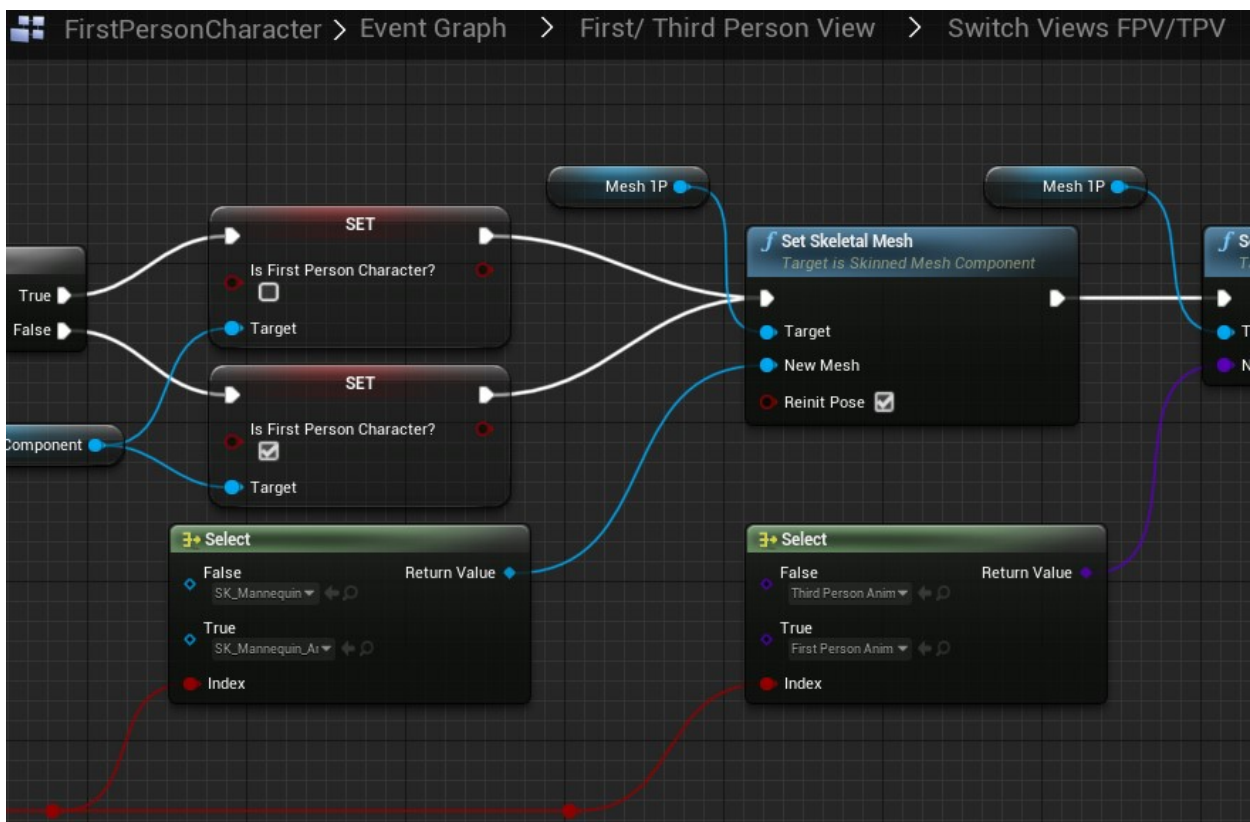 FirstPersonCharacter > Event Graph > First/ Third Person View > Switch Views FPV/TPV
Mesh 1P
Mesh 1P
SET
Is First Person Character?
Target
True
False
SET
Is First Person Character?
Target
Component
f Set Skeletal Mesh
Target is Skinned Mesh Component
Target
New Mesh
Reinit Pose
f S
T
T
N
Select
False
Return Value
SK_Mannequin
True
SK_Mannequin_Ar
Index
Select
False
Return Value
Third Person Anim
True
First Person Anim
Index